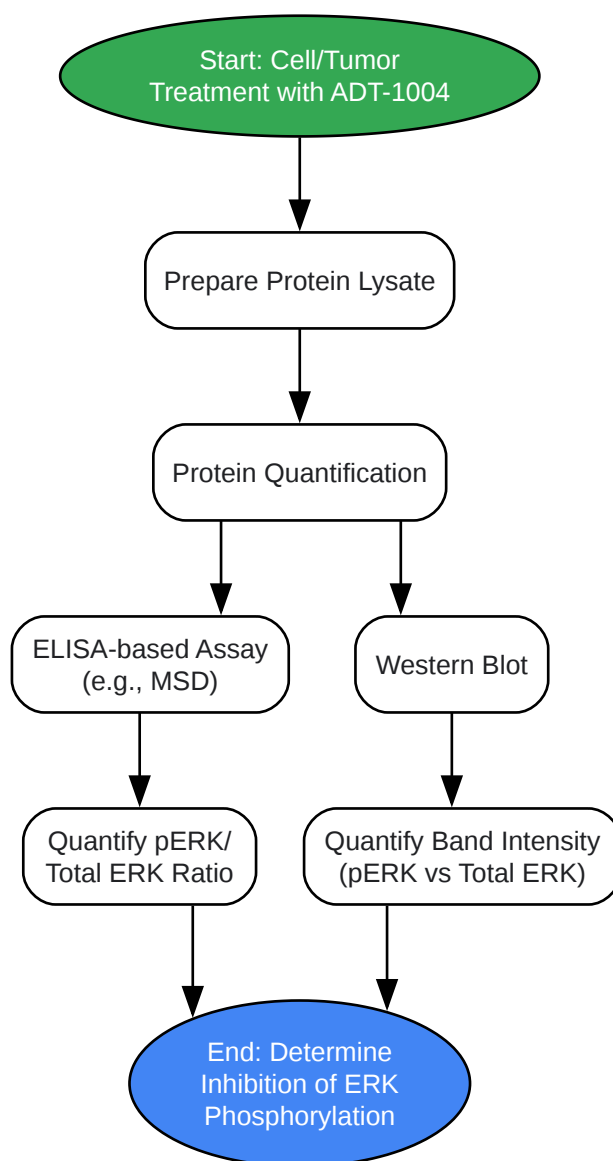 Start: Cell/Tumor
Treatment with ADT-1004
Prepare Protein Lysate
Protein Quantification
ELISA-based Assay
(e.g., MSD)
Western Blot
Quantify pERK/
Total ERK Ratio
Quantify Band Intensity
(pERK vs Total ERK)
End: Determine
Inhibition of ERK
Phosphorylation